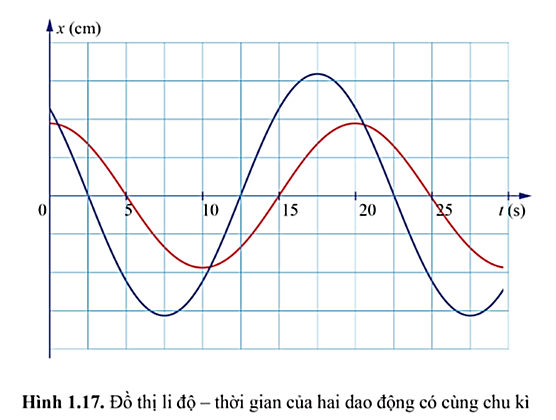 x (cm)
0 5 10 15 20 25 t (s)
Hình 1.17. Đồ thị li độ – thời gian của hai dao động có cùng chu kì